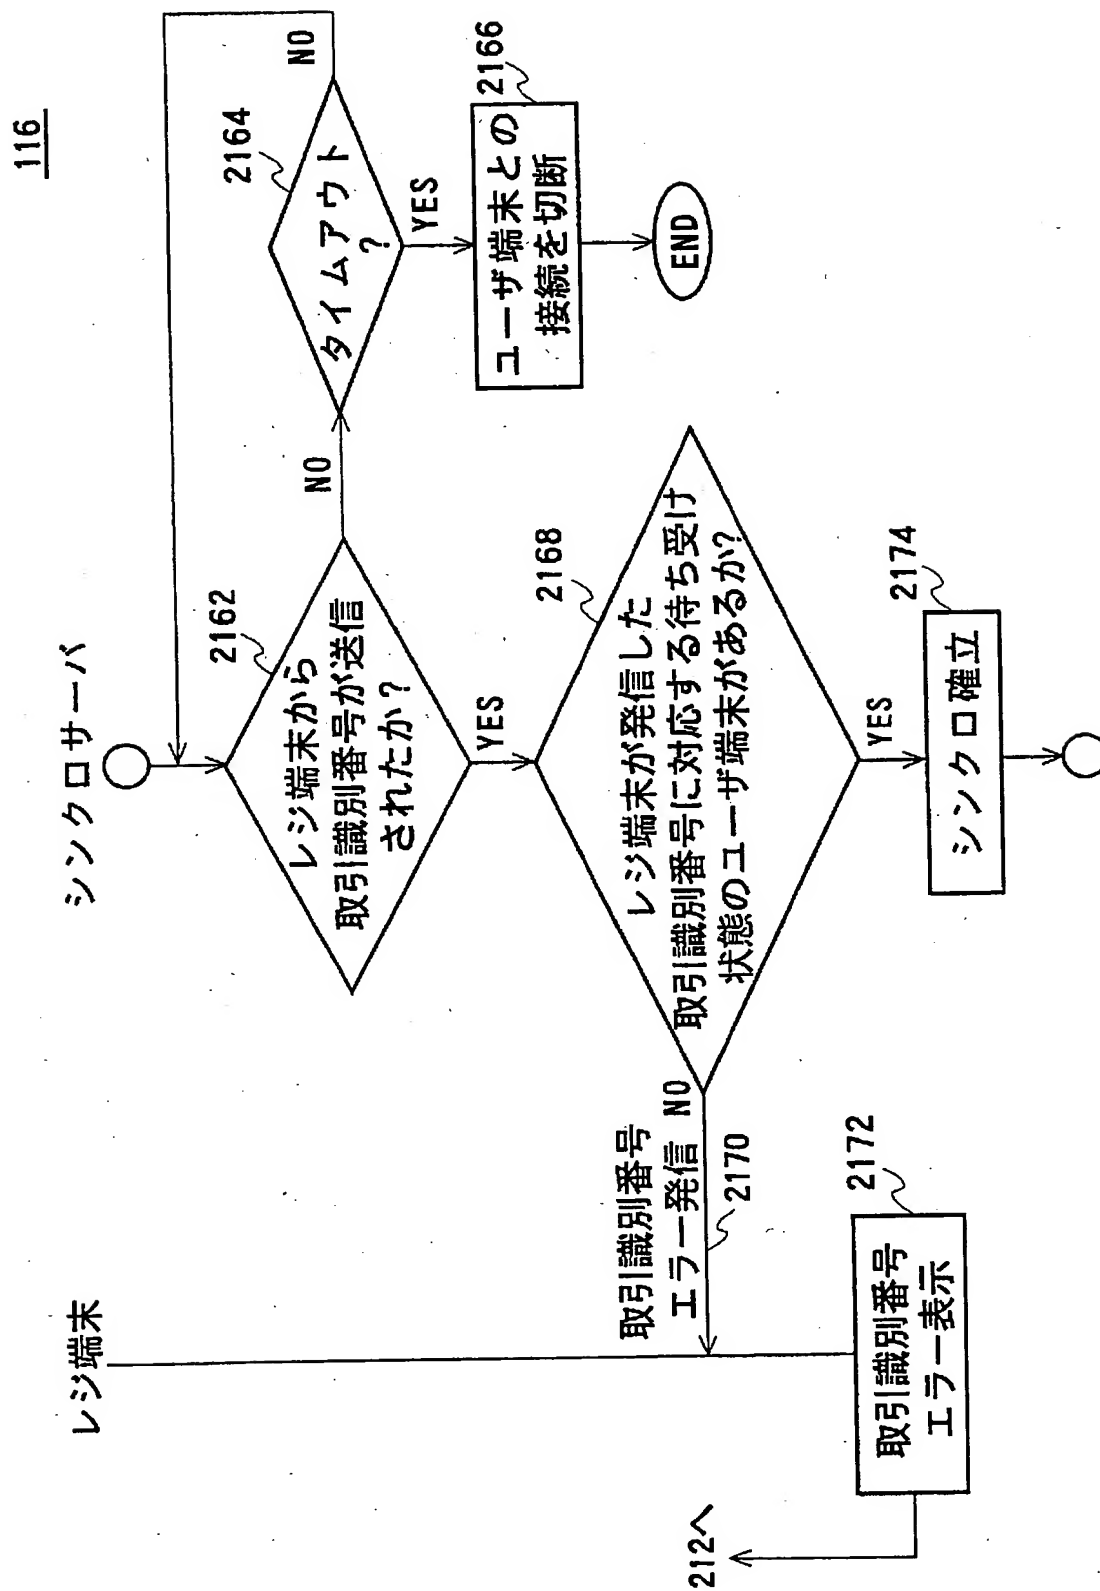 116
レジ端末
シンクロサーバ
2162
レジ端末から
取引識別番号が送信
されたか?
NO
2164
タイムアウト
?
NO
YES
2166
ユーザ端末との
接続を切断
END
YES
2168
レジ端末が発信した
取引識別番号に対応する待ち受け
状態のユーザ端末があるか?
NO
取引識別番号
エラー発信
2170
2172
取引識別番号
エラー表示
212へ
YES
2174
シンクロ確立